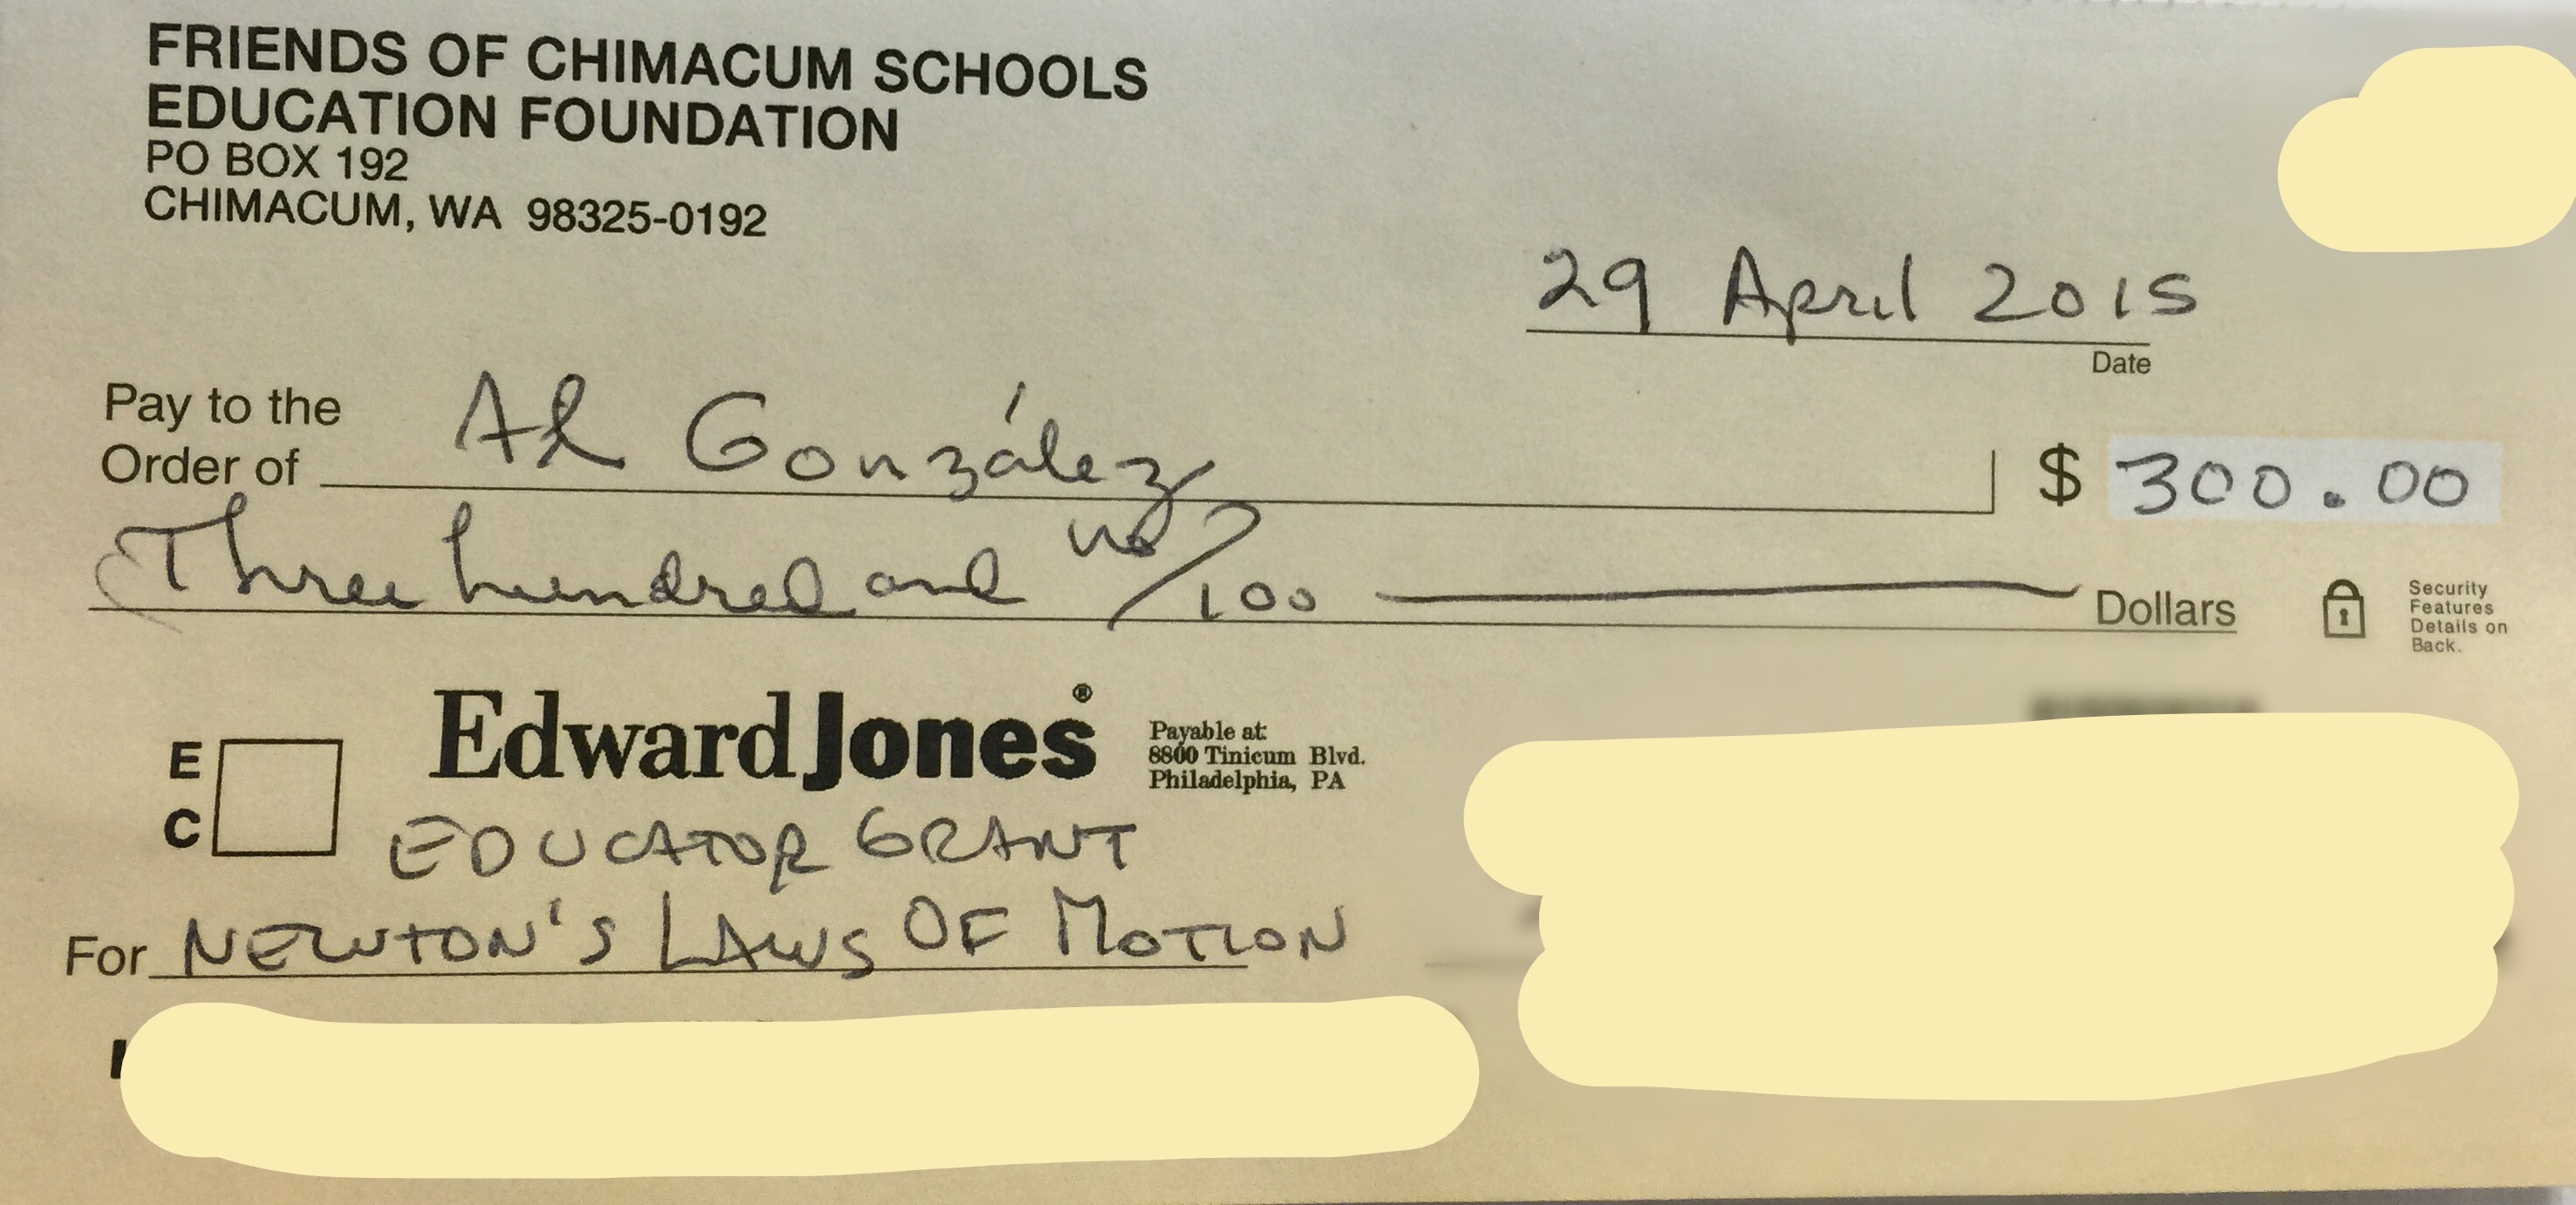 FRIENDS OF CHIMACUM SCHOOLS
EDUCATION FOUNDATION
PO BOX 192
CHIMACUM, WA 98325-0192
29 April 2015
Date
Pay to the
Order of Al González $ 300.00
Three hundred and no/100 Dollars
Security
Features
Details on
Back.
E
C
EdwardJones®
Payable at:
8800 Tinicum Blvd.
Philadelphia, PA
EDUCATOR GRANT
For NEWTON'S LAWS OF MOTION